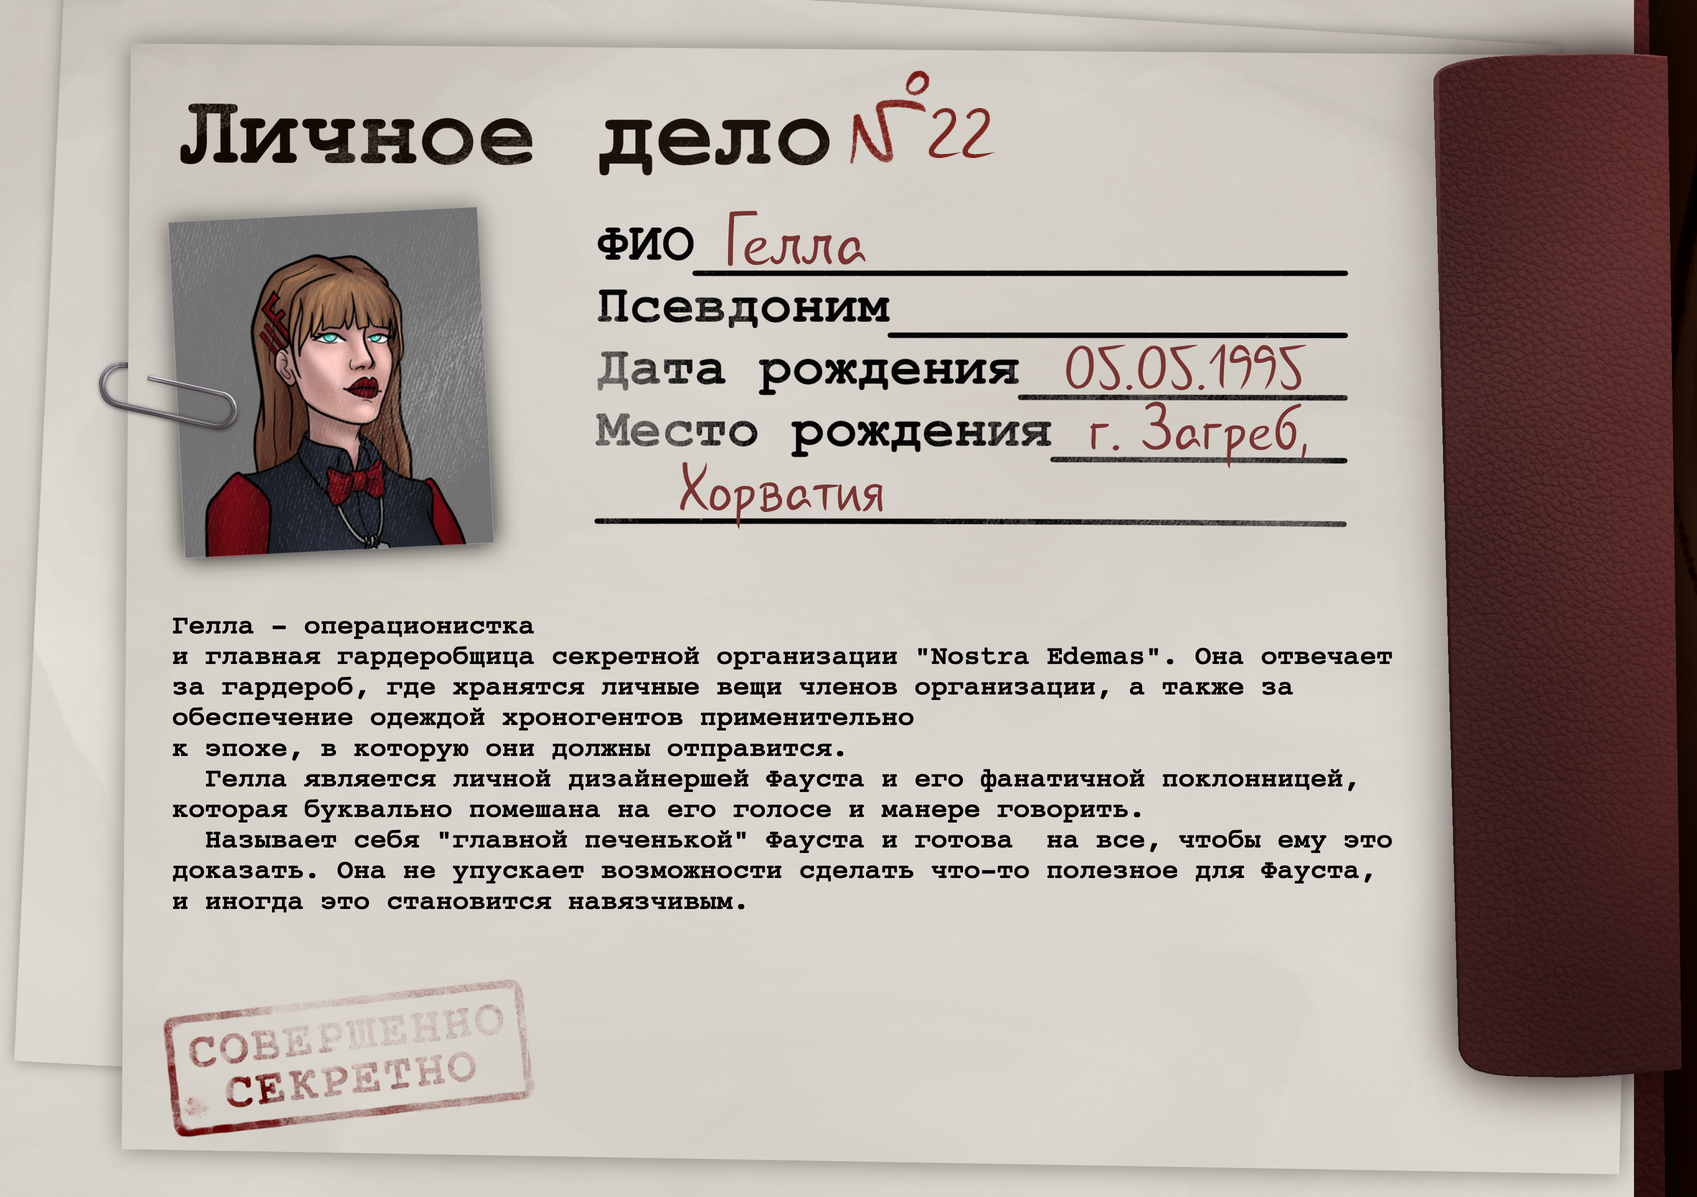 Личное дело № 22
ФИО Гелла
Псевдоним
Дата рождения 05.05.1995
Место рождения г. Загреб,
Хорватия
Гелла – операционистка
и главная гардеробщица секретной организации "Nostra Edemas". Она отвечает
за гардероб, где хранятся личные вещи членов организации, а также за
обеспечение одеждой хроногентов применительно
к эпохе, в которую они должны отправится.
Гелла является личной дизайнершей Фауста и его фанатичной поклонницей,
которая буквально помешана на его голосе и манере говорить.
Называет себя "главной печенькой" Фауста и готова на все, чтобы ему это
доказать. Она не упускает возможности сделать что-то полезное для Фауста,
и иногда это становится навязчивым.
СОВЕРШЕННО
СЕКРЕТНО